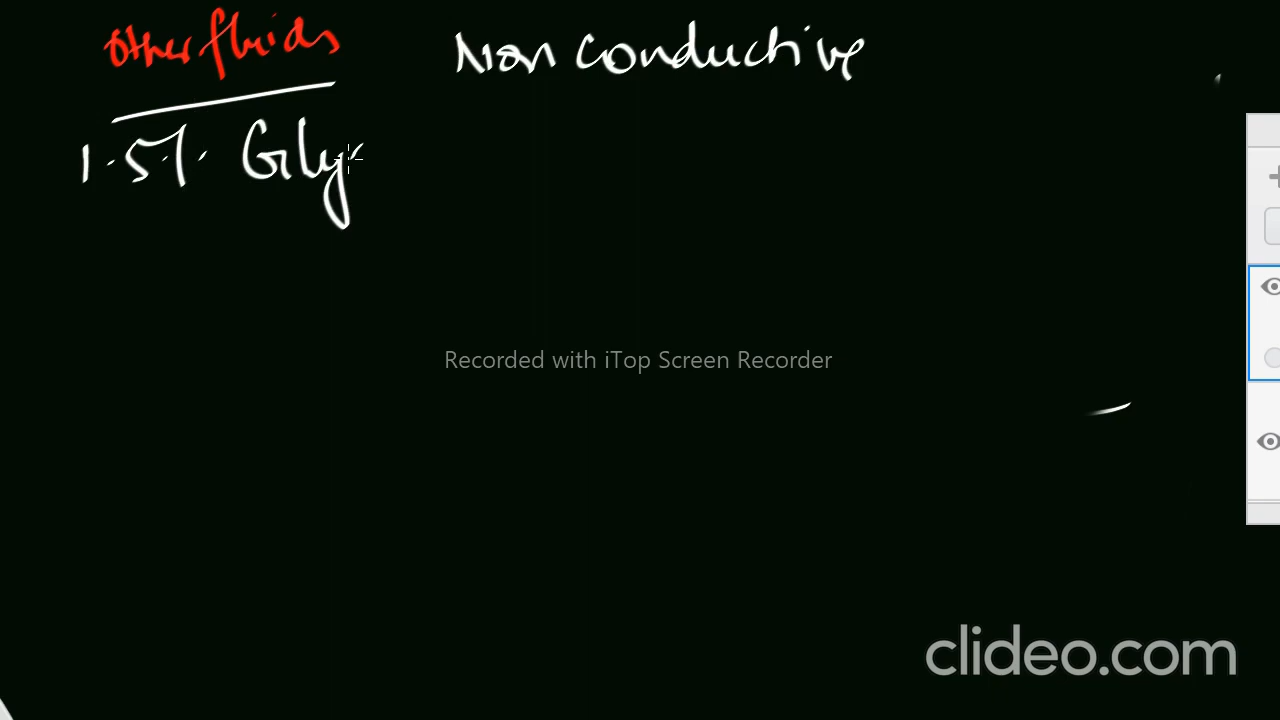 Other fluids Non conductive
1.5%. Gly
Recorded with iTop Screen Recorder
clideo.com